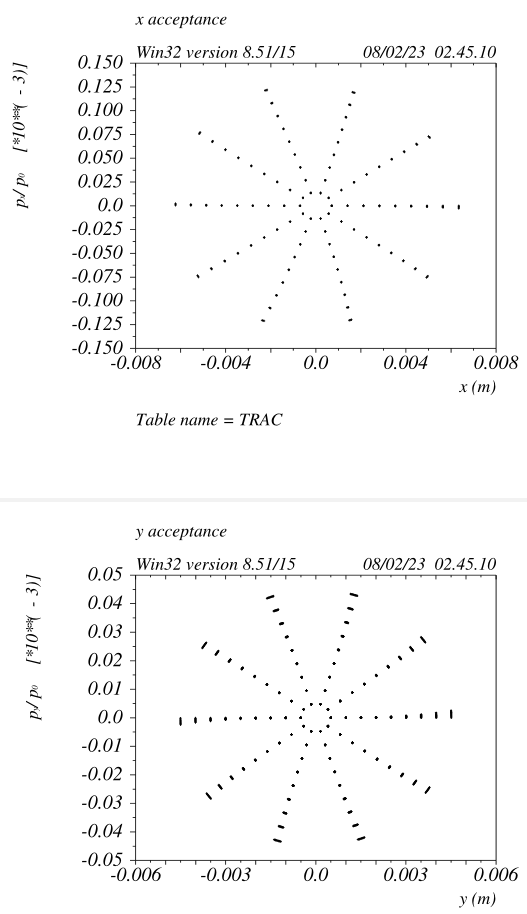 x acceptance
Win32 version 8.51/15 08/02/23 02.45.10
pₓ/ p₀ [*10**( - 3)]
0.150
0.125
0.100
0.075
0.050
0.025
0.0
-0.025
-0.050
-0.075
-0.100
-0.125
-0.150
-0.008 -0.004 0.0 0.004 0.008
x (m)
Table name = TRAC
y acceptance
Win32 version 8.51/15 08/02/23 02.45.10
[*10**( - 3)]
0.05
0.04
0.03
0.02
0.01
0.0
-0.01
-0.02
-0.03
-0.04
-0.05
-0.006 -0.003 0.0 0.003 0.006
y (m)